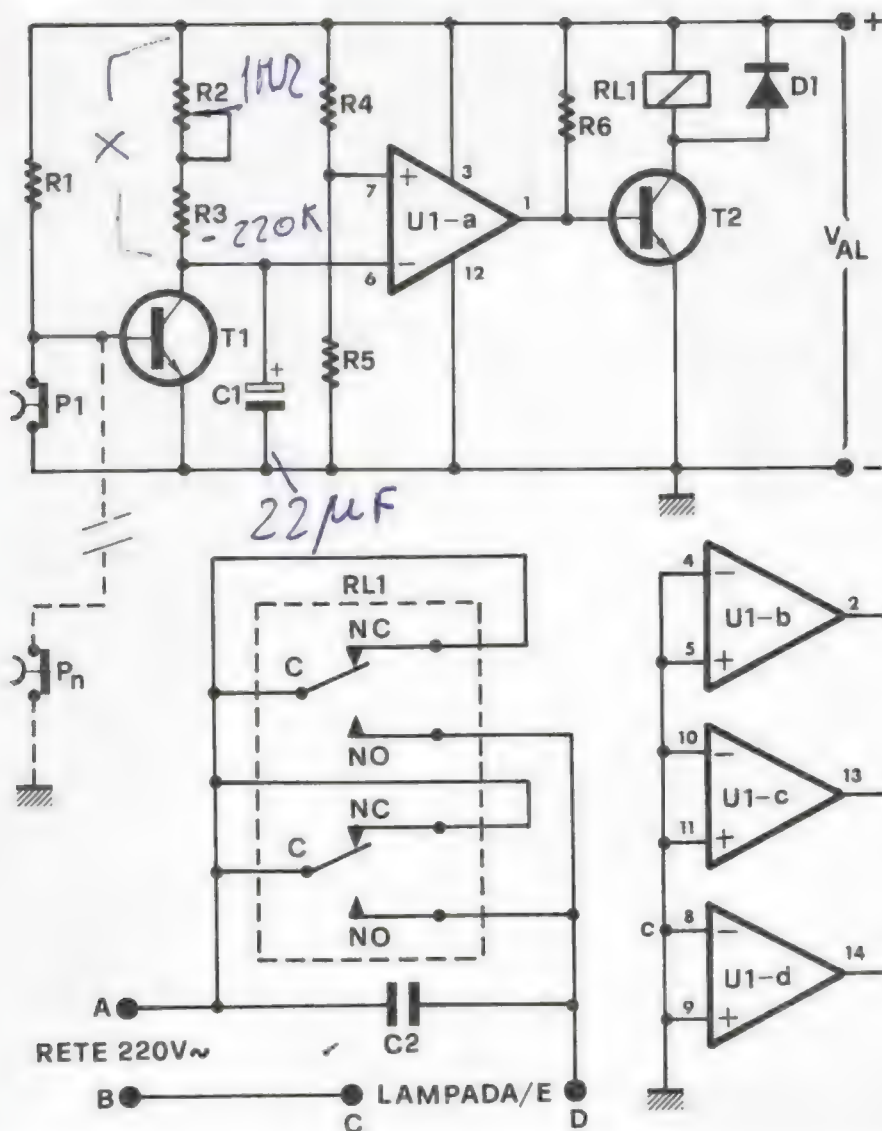 +
R2
1MΩ
R4
RL1
D1
R6
X
R1
3
7
+
U1-a
1
T2
R3
- 220K
6
-
12
VAL
T1
+
P1
C1
R5
-
22µF
RL1
4
-
2
NC
U1-b
C
5
+
Pn
NO
10
-
13
NC
U1-c
C
11
+
NO
C
8
-
14
U1-d
A
9
+
C2
RETE 220V~
B
LAMPADA/E
C
D